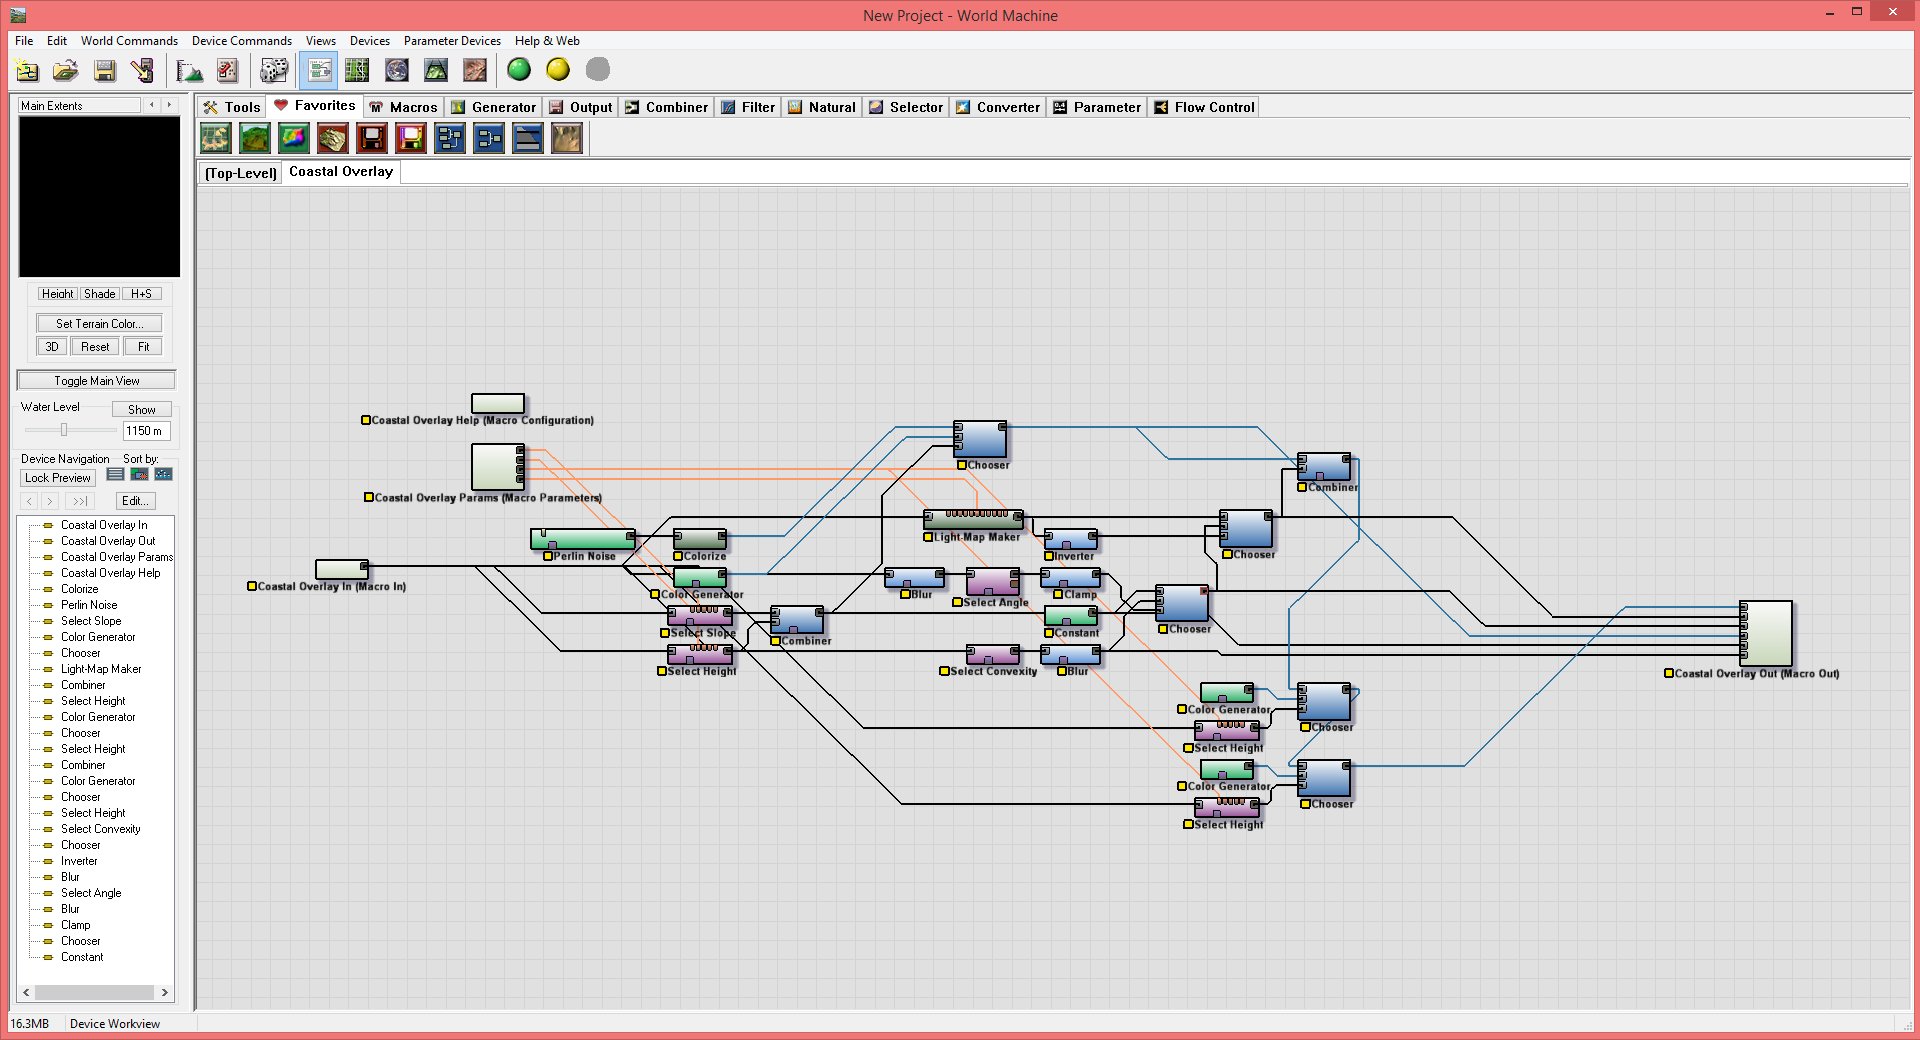 New Project - World Machine
File Edit World Commands Device Commands Views Devices Parameter Devices Help & Web
Main Extents
Tools Favorites Macros Generator Output Combiner Filter Natural Selector Converter Parameter Flow Control
(Top-Level) Coastal Overlay
Height Shade H+S
Set Terrain Color...
3D Reset Fit
Toggle Main View
Water Level Show
1150 m
Device Navigation Sort by:
Lock Preview
< > >>| Edit...
Coastal Overlay In
Coastal Overlay Out
Coastal Overlay Params
Coastal Overlay Help
Colorize
Perlin Noise
Select Slope
Color Generator
Chooser
Light-Map Maker
Combiner
Select Height
Color Generator
Chooser
Select Height
Combiner
Color Generator
Chooser
Select Height
Select Convexity
Chooser
Inverter
Blur
Select Angle
Blur
Clamp
Chooser
Constant
Coastal Overlay Help (Macro Configuration)
Coastal Overlay Params (Macro Parameters)
Chooser
Combiner
Perlin Noise
Colorize
Light-Map Maker
Inverter
Chooser
Coastal Overlay In (Macro In)
Color Generator
Blur
Select Angle
Clamp
Select Slope
Combiner
Constant
Chooser
Select Height
Select Convexity
Blur
Coastal Overlay Out (Macro Out)
Color Generator
Chooser
Select Height
Color Generator
Chooser
Select Height
16.3MB Device Workview